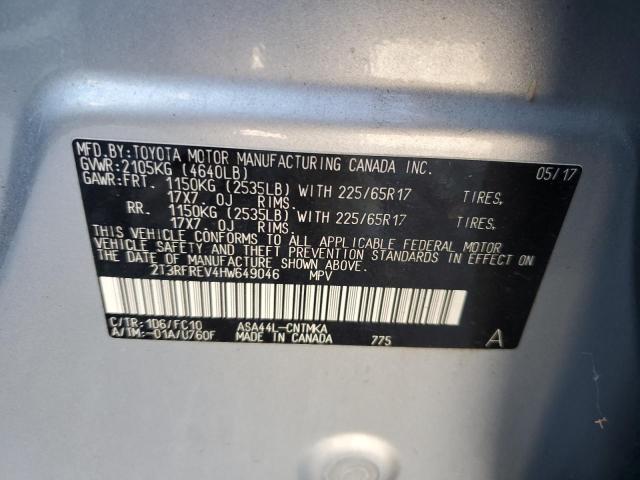 MFD.BY:TOYOTA MOTOR MANUFACTURING CANADA INC. 05/17
GVWR:2105KG (4640LB)
GAWR:FRT. 1150KG (2535LB) WITH 225/65R17 TIRES,
17X7.0J RIMS.
RR. 1150KG (2535LB) WITH 225/65R17 TIRES,
17X7.0J RIMS.
THIS VEHICLE CONFORMS TO ALL APPLICABLE FEDERAL MOTOR
VEHICLE SAFETY AND THEFT PREVENTION STANDARDS IN EFFECT ON
THE DATE OF MANUFACTURE SHOWN ABOVE.
2T3RFREV4HW649046 MPV
C/TR:1D6/FC10 ASA44L-CNTMKA
A/TM:-01A/U760F MADE IN CANADA 775 A